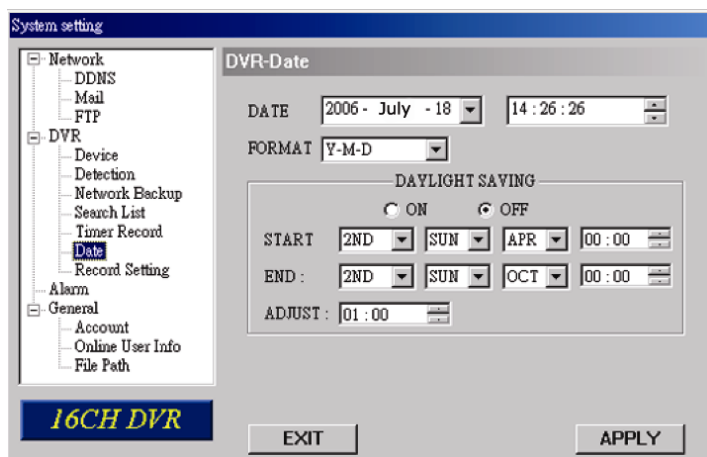 System setting
Network
DDNS
Mail
FTP
DVR
Device
Detection
Network Backup
Search List
Timer Record
Date
Record Setting
Alarm
General
Account
Online User Info
File Path
16CH DVR
DVR-Date
DATE 2006 - July - 18 14 : 26 : 26
FORMAT Y-M-D
DAYLIGHT SAVING
ON OFF
START 2ND SUN APR 00 : 00
END : 2ND SUN OCT 00 : 00
ADJUST : 01 : 00
EXIT APPLY